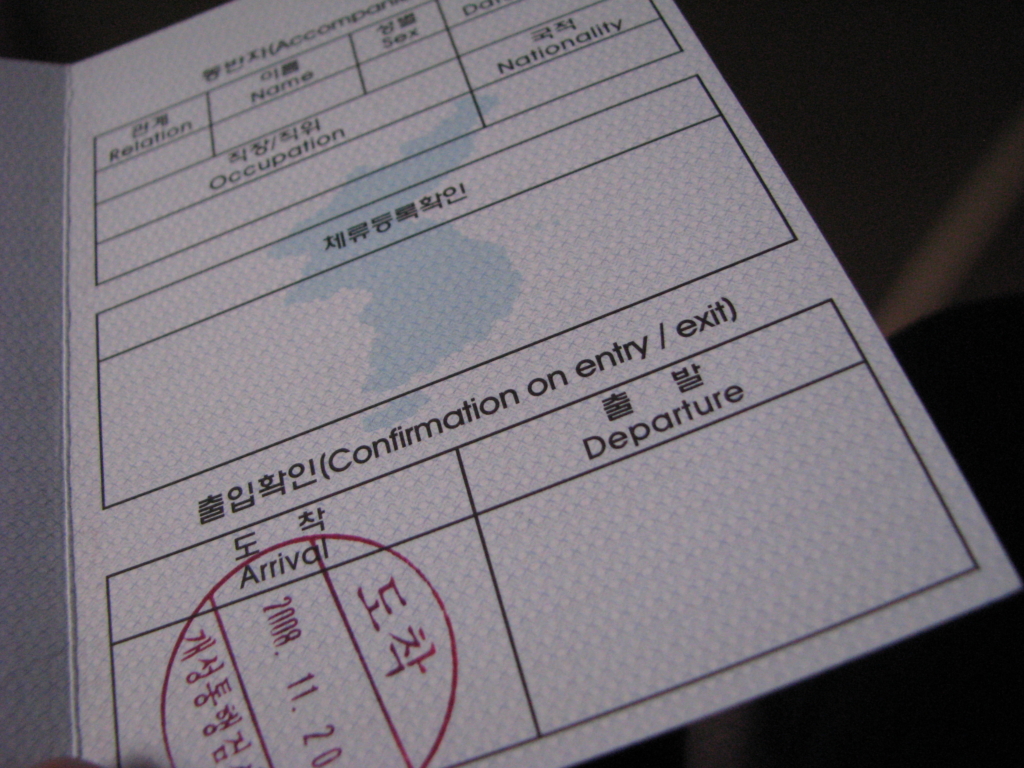 동반자(Accompanie
관계
Relation
이름
Name
성별
Sex
Dat
국적
Nationality
직장/직위
Occupation
체류등록확인
출입확인(Confirmation on entry / exit)
도 착
Arrival
출 발
Departure
도착
2008. 11. 20
개성통행검